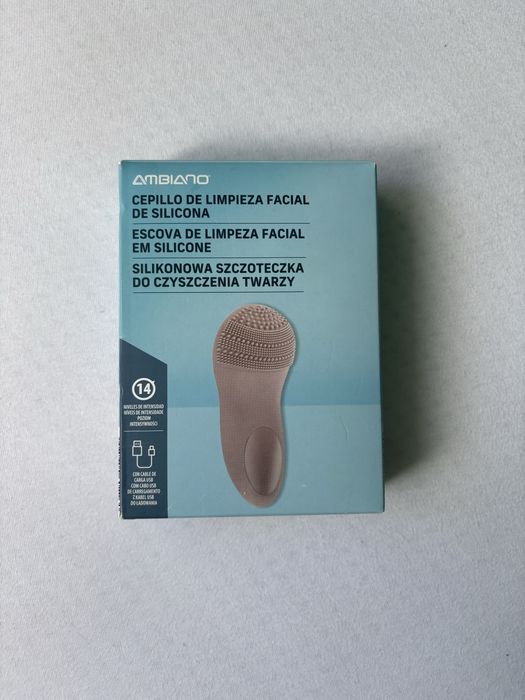 AMBIANO
CEPILLO DE LIMPIEZA FACIAL
DE SILICONA
ESCOVA DE LIMPEZA FACIAL
EM SILICONE
SILIKONOWA SZCZOTECZKA
DO CZYSZCZENIA TWARZY
14
NIVELES DE INTENSIDAD
NÍVEIS DE INTENSIDADE
POZIOM
INTENSYWNOŚCI
CON CABLE DE
CARGA USB
COM CABO USB
DE CARREGAMENTO
Z KABEL USB
DO ŁADOWANIA